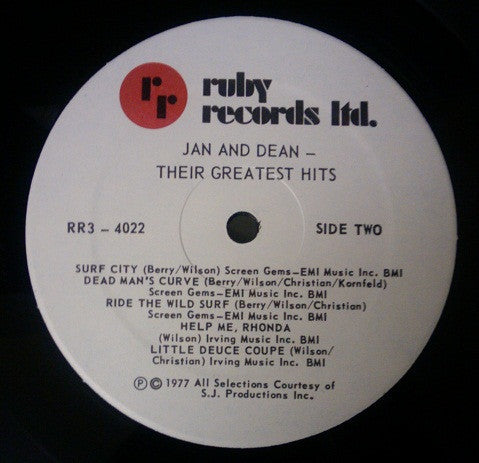 rr
ruby
records ltd.
JAN AND DEAN –
THEIR GREATEST HITS
RR3 – 4022
SIDE TWO
SURF CITY (Berry/Wilson) Screen Gems–EMI Music Inc. BMI
DEAD MAN'S CURVE (Berry/Wilson/Christian/Kornfeld)
Screen Gems–EMI Music Inc. BMI
RIDE THE WILD SURF (Berry/Wilson/Christian)
Screen Gems–EMI Music Inc. BMI
HELP ME, RHONDA
(Wilson) Irving Music Inc. BMI
LITTLE DEUCE COUPE (Wilson/
Christian) Irving Music Inc. BMI
℗ © 1977 All Selections Courtesy of
S.J. Productions Inc.